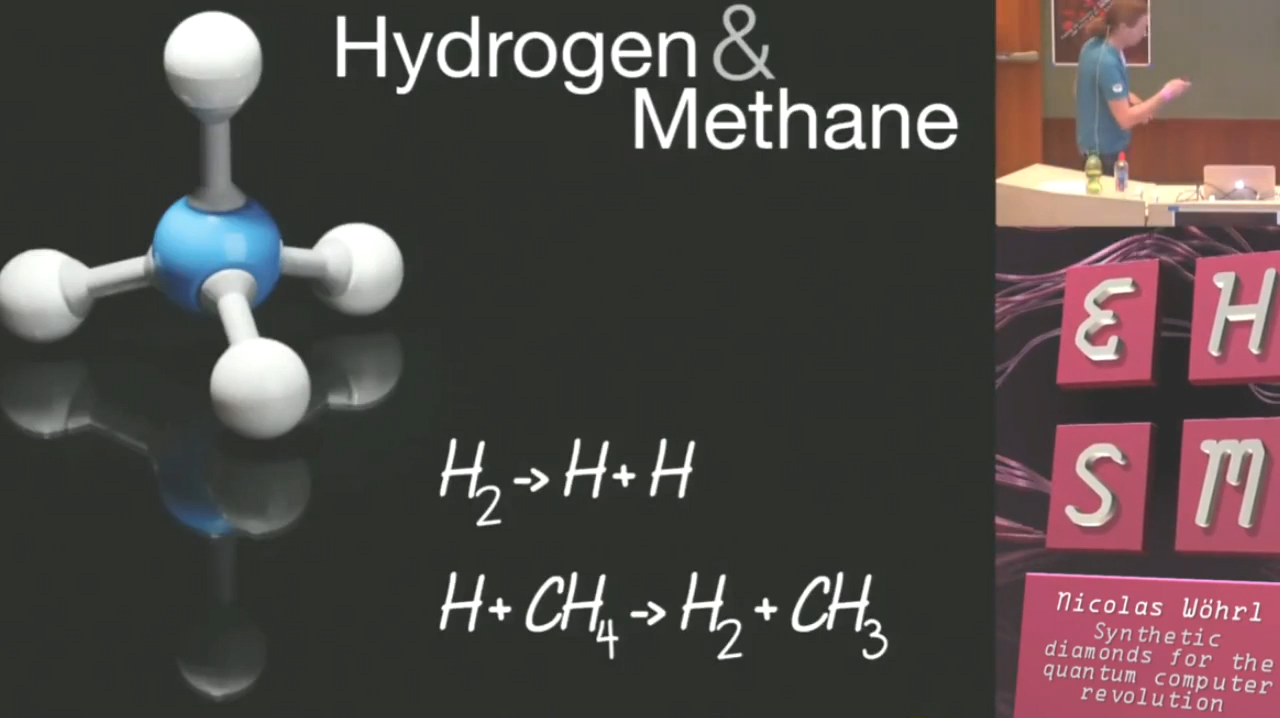 Hydrogen &
Methane
H₂ → H + H
H + CH₄ → H₂ + CH₃
Ɛ H
S M
Nicolas Wöhrl
Synthetic
diamonds for the
quantum computer
revolution